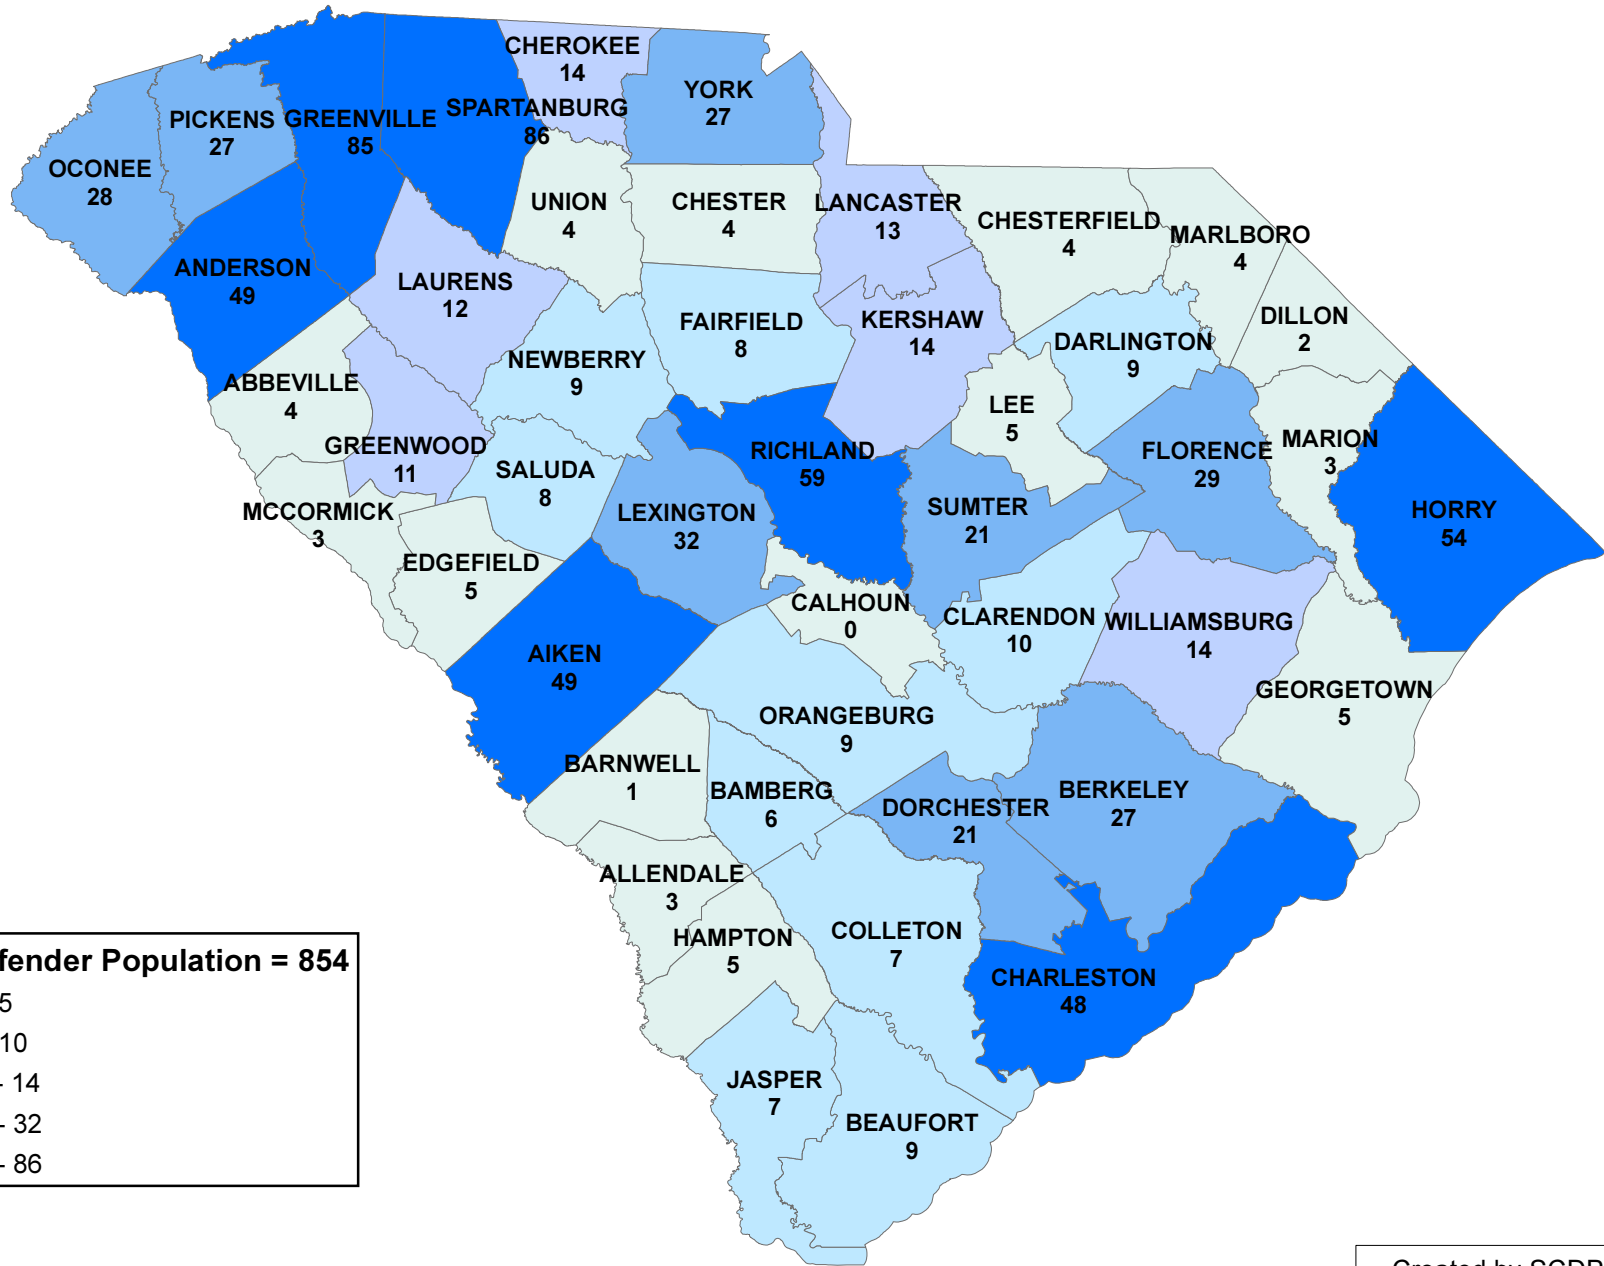 CHEROKEE
14
YORK
27
SPARTANBURG
86
PICKENS
27
GREENVILLE
85
OCONEE
28
UNION
4
CHESTER
4
LANCASTER
13
CHESTERFIELD
4
MARLBORO
4
ANDERSON
49
LAURENS
12
FAIRFIELD
8
KERSHAW
14
DILLON
2
DARLINGTON
9
NEWBERRY
9
ABBEVILLE
4
LEE
5
GREENWOOD
11
SALUDA
8
RICHLAND
59
FLORENCE
29
MARION
3
MCCORMICK
3
LEXINGTON
32
SUMTER
21
HORRY
54
EDGEFIELD
5
CALHOUN
0
CLARENDON
10
WILLIAMSBURG
14
AIKEN
49
GEORGETOWN
5
ORANGEBURG
9
BARNWELL
1
BAMBERG
6
DORCHESTER
21
BERKELEY
27
ALLENDALE
3
HAMPTON
5
COLLETON
7
CHARLESTON
48
JASPER
7
BEAUFORT
9
fender Population = 854
5
10
- 14
- 32
- 86
Created by SCDP